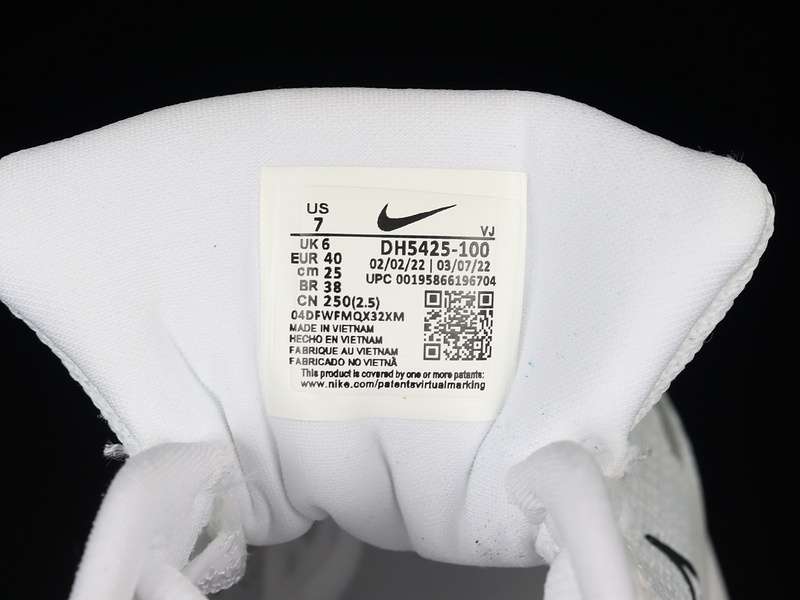 US
7
VJ
UK 6
EUR 40
cm 25
BR 38
CN 250(2.5)
DH5425-100
02/02/22 | 03/07/22
UPC 00195866196704
04DFWFMQX32XM
MADE IN VIETNAM
HECHO EN VIETNAM
FABRIQUE AU VIETNAM
FABRICADO NO VIETNÃ
This product is covered by one or more patents:
www.nike.com/patentsvirtualmarking